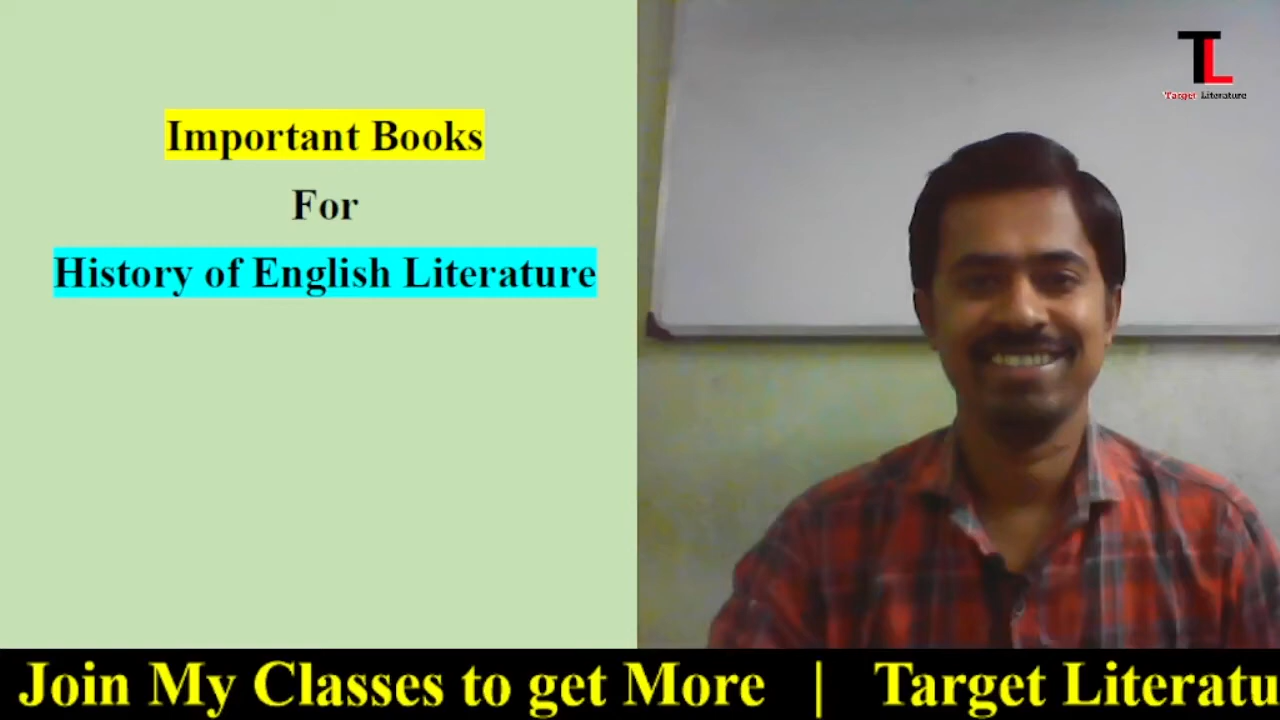 Important Books
For
History of English Literature
TL
Target Literature
Join My Classes to get More | Target Literatu